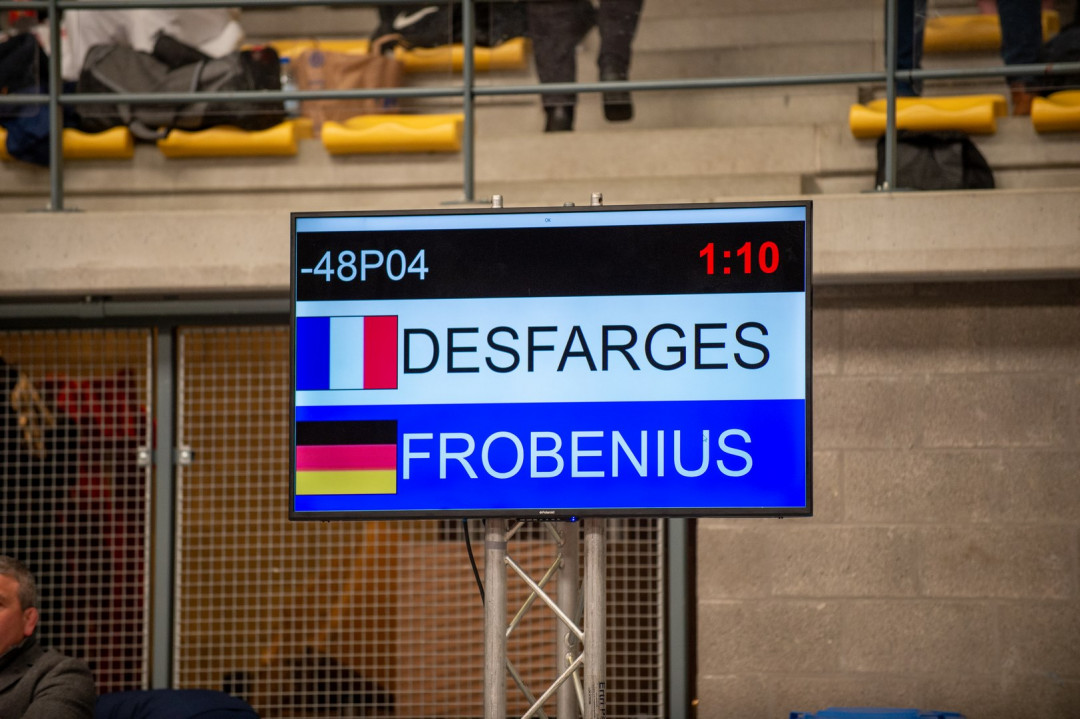 -48P04 1:10
DESFARGES
FROBENIUS